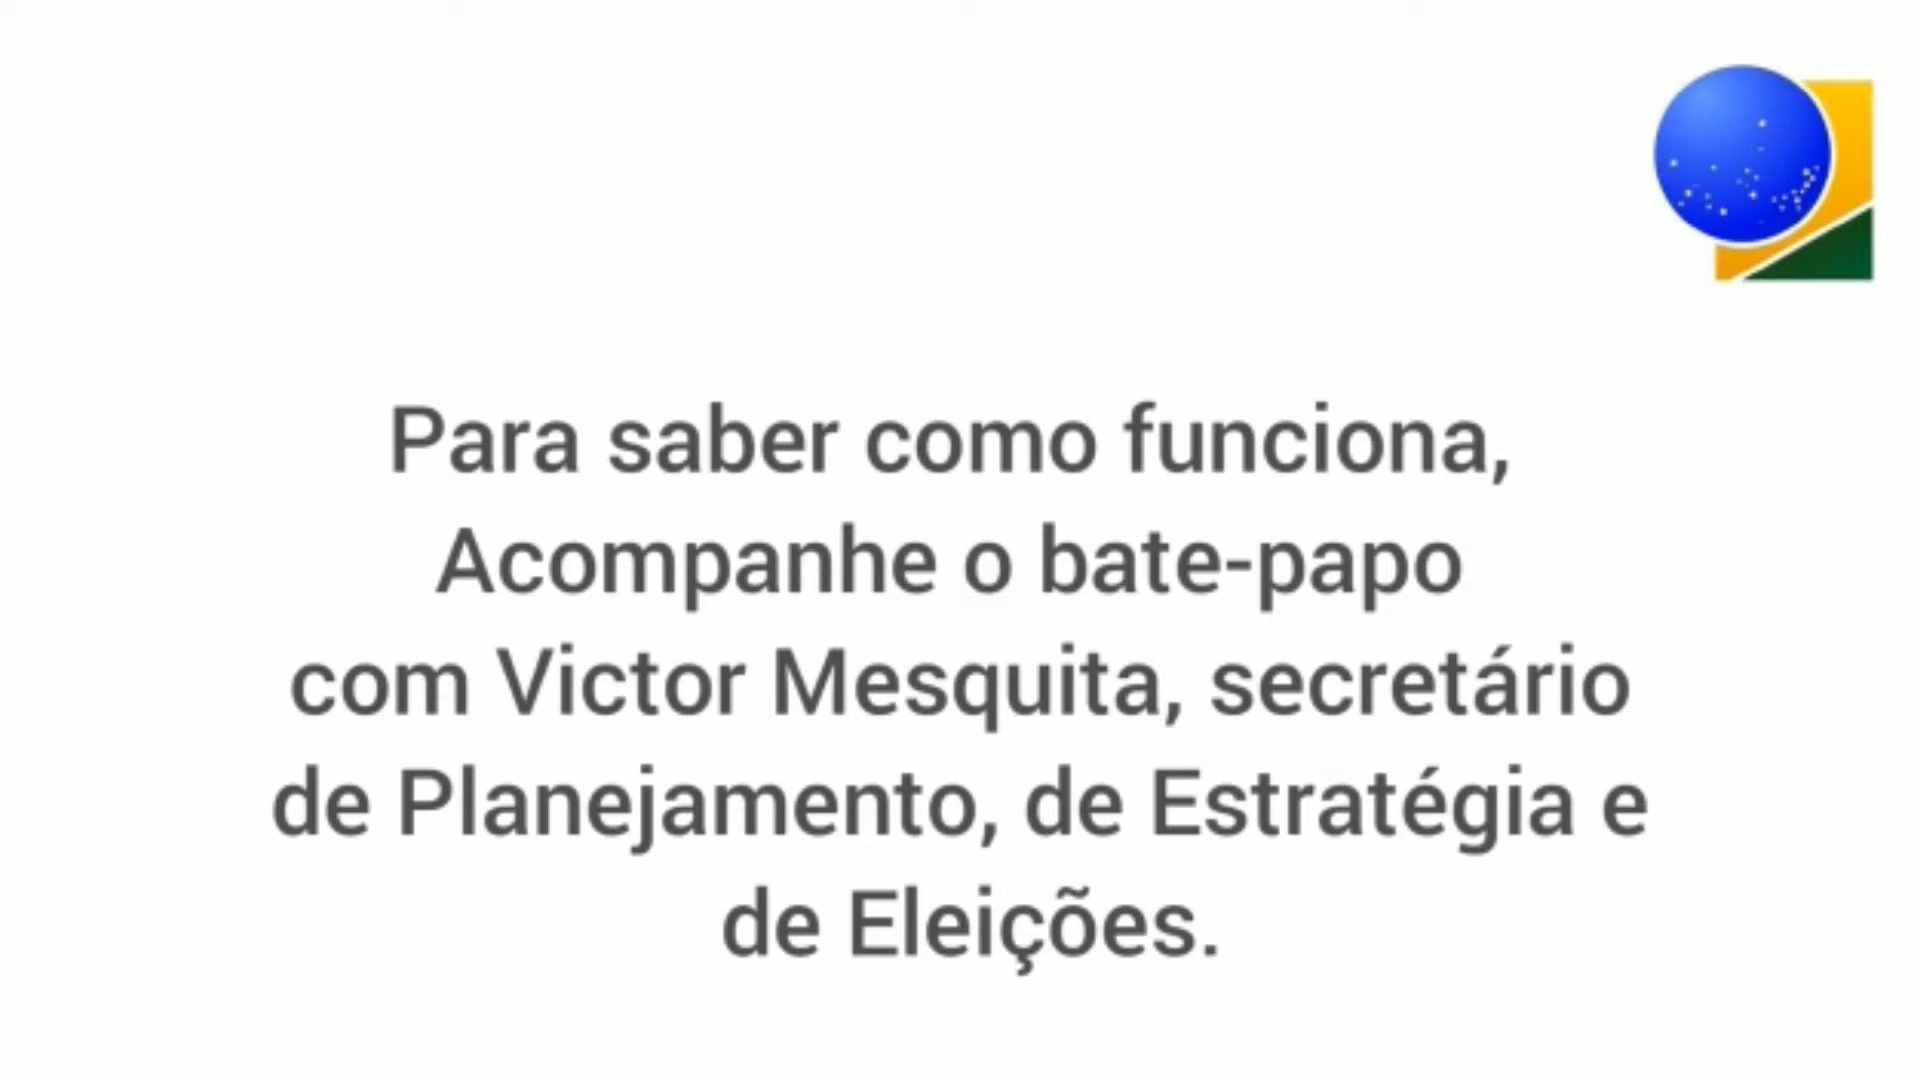 Para saber como funciona,
Acompanhe o bate-papo
com Victor Mesquita, secretário
de Planejamento, de Estratégia e
de Eleições.